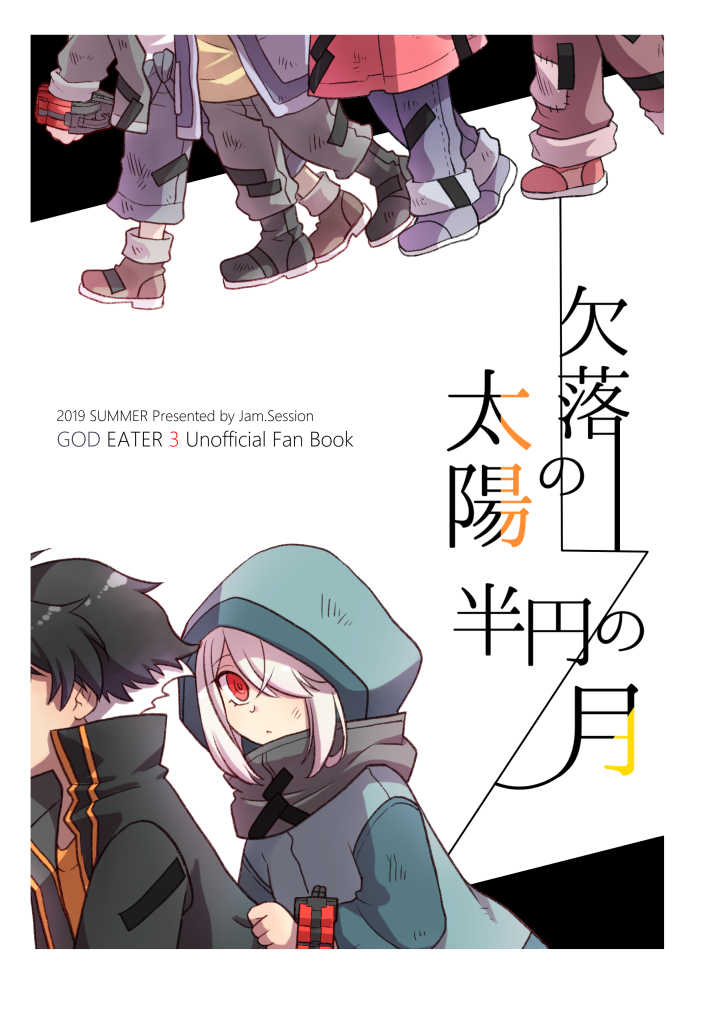 欠落の
太陽
半円の
月
2019 SUMMER Presented by Jam.Session
GOD EATER 3 Unofficial Fan Book